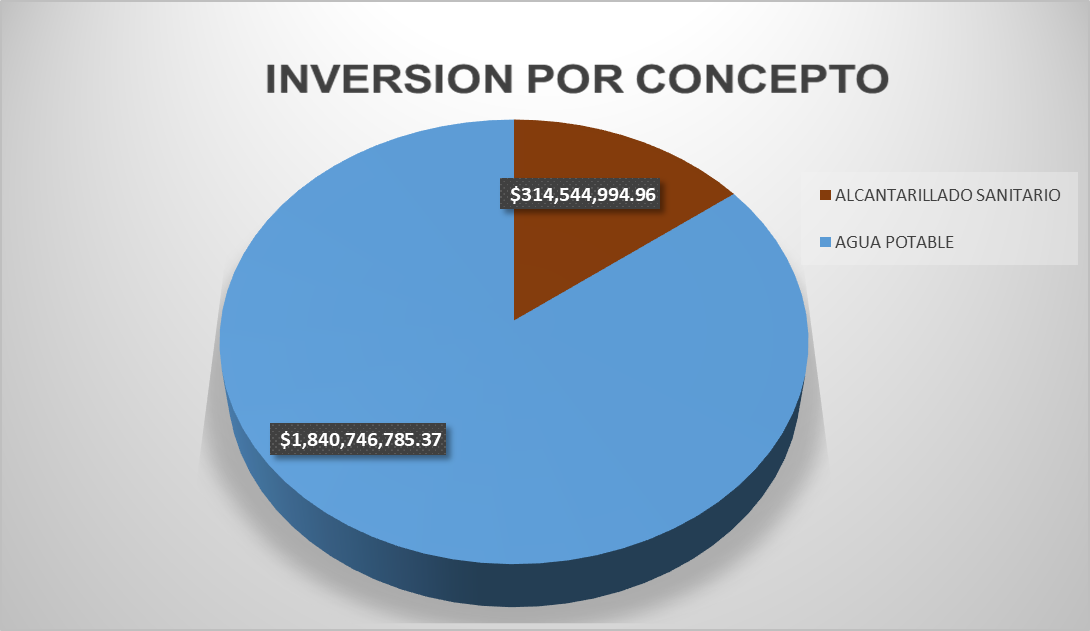 INVERSION POR CONCEPTO
$314,544,994.96
ALCANTARILLADO SANITARIO
AGUA POTABLE
$1,840,746,785.37